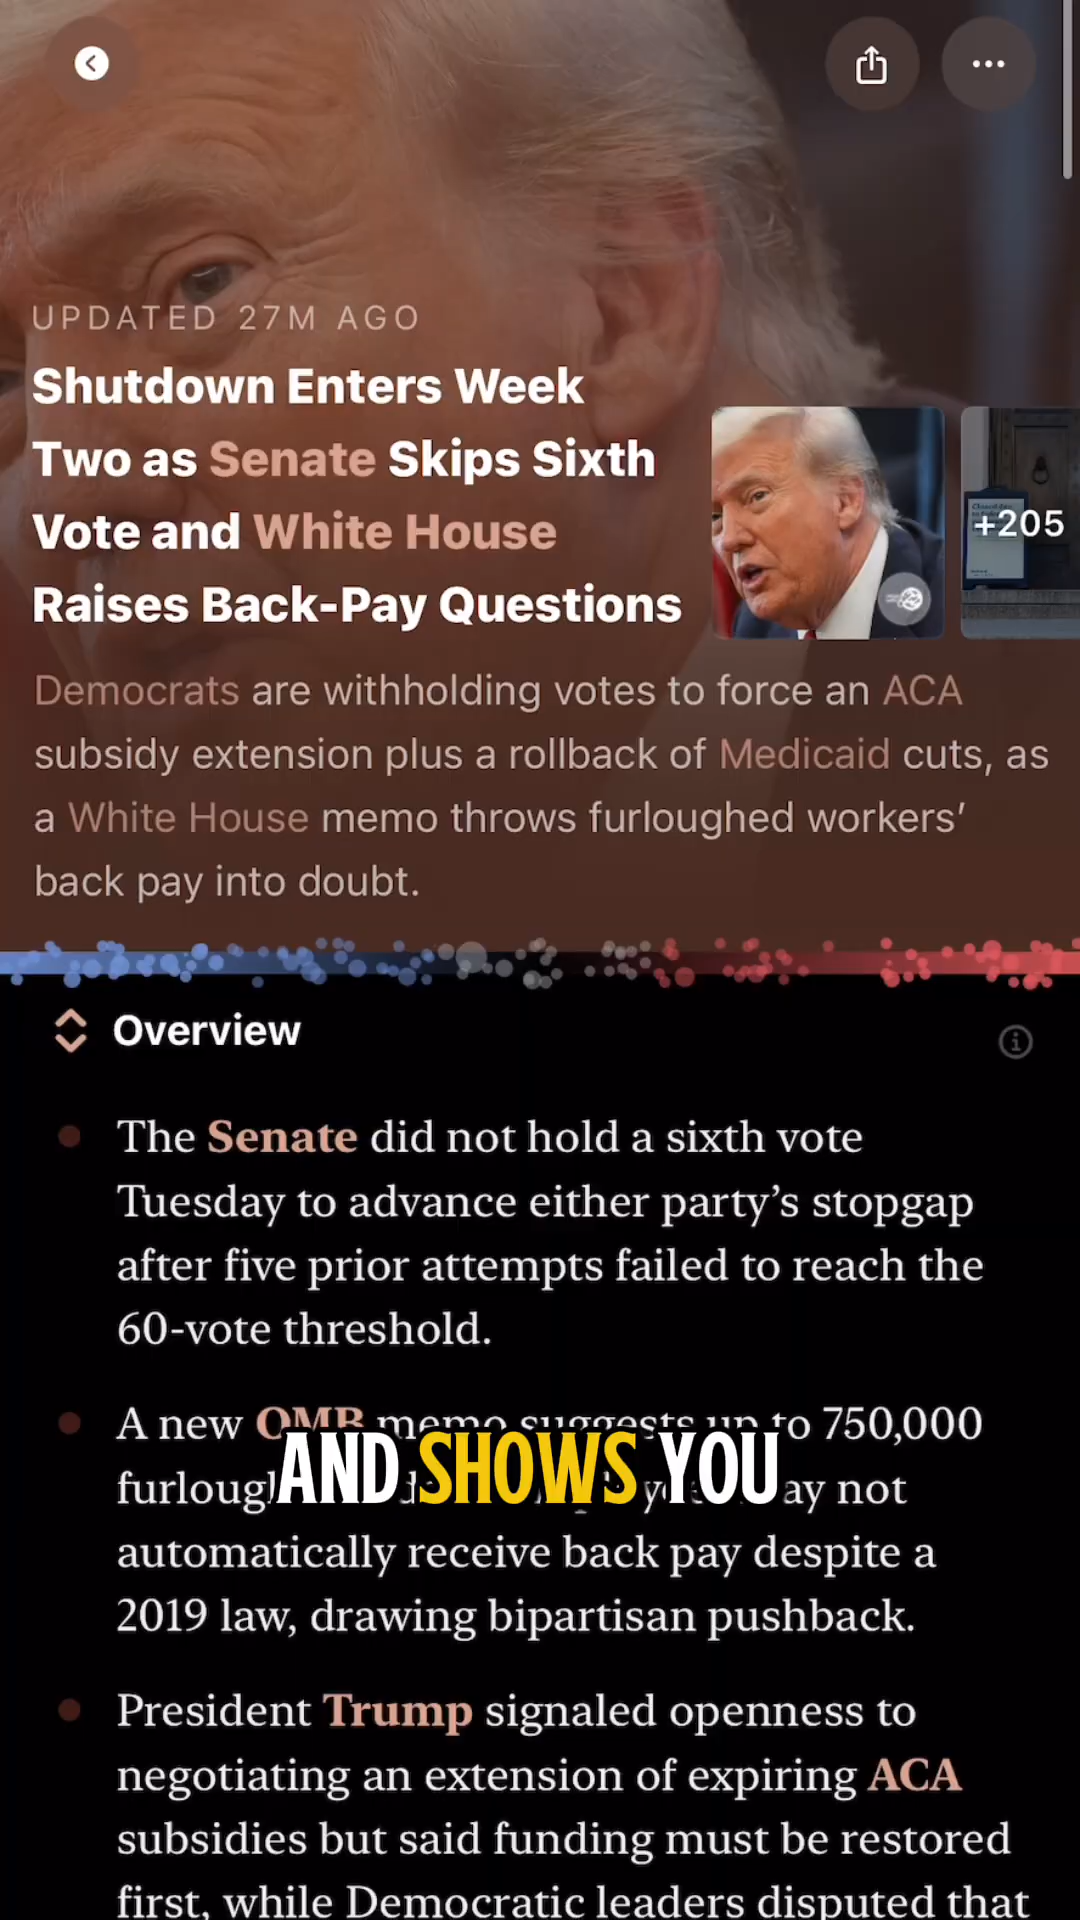 UPDATED 27M AGO
Shutdown Enters Week
Two as Senate Skips Sixth
Vote and White House
Raises Back-Pay Questions
+205
Democrats are withholding votes to force an ACA
subsidy extension plus a rollback of Medicaid cuts, as
a White House memo throws furloughed workers’
back pay into doubt.
Overview
The Senate did not hold a sixth vote
Tuesday to advance either party’s stopgap
after five prior attempts failed to reach the
60-vote threshold.
A new OMB memo suggests up to 750,000
AND SHOWS YOU
not
automatically receive back pay despite a
2019 law, drawing bipartisan pushback.
President Trump signaled openness to
negotiating an extension of expiring ACA
subsidies but said funding must be restored
first, while Democratic leaders disputed that